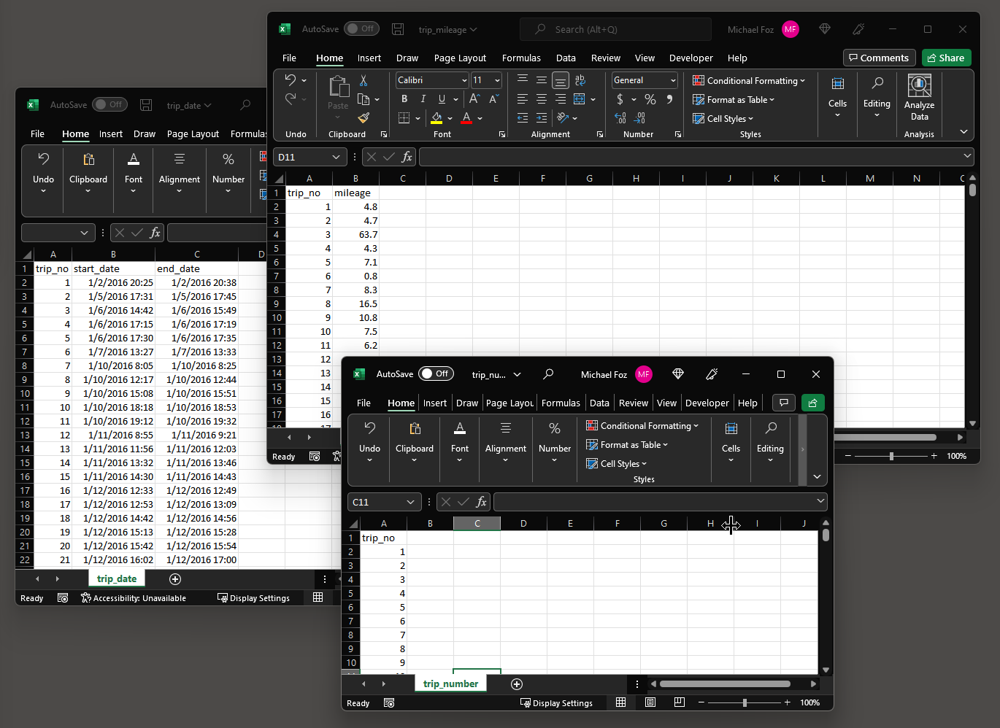 AutoSave Off trip_mileage Search (Alt+Q) Michael Foz MF
File Home Insert Draw Page Layout Formulas Data Review View Developer Help Comments Share
Calibri 11 General
Paste
B I U A A
ab
$ % 9
Conditional Formatting
Format as Table
Cell Styles
Cells Editing Analyze Data
Undo Clipboard Font Alignment Number Styles Analysis
D11 fx
A B C D E F G H I J K L M N
1 trip_no mileage
2 1 4.8
3 2 4.7
4 3 63.7
5 4 4.3
6 5 7.1
7 6 0.8
8 7 8.3
9 8 16.5
10 9 10.8
11 10 7.5
12 11 6.2
13 12
14 13
15 14
16 15
17 16
18 17
Ready 100%
AutoSave Off trip_date
File Home Insert Draw Page Layout Formulas
Undo Clipboard Font Alignment Number
fx
A B C D
1 trip_no start_date end_date
2 1 1/2/2016 20:25 1/2/2016 20:38
3 2 1/5/2016 17:31 1/5/2016 17:45
4 3 1/6/2016 14:42 1/6/2016 15:49
5 4 1/6/2016 17:15 1/6/2016 17:19
6 5 1/6/2016 17:30 1/6/2016 17:35
7 6 1/7/2016 13:27 1/7/2016 13:33
8 7 1/10/2016 8:05 1/10/2016 8:25
9 8 1/10/2016 12:17 1/10/2016 12:44
10 9 1/10/2016 15:08 1/10/2016 15:51
11 10 1/10/2016 18:18 1/10/2016 18:53
12 11 1/10/2016 19:12 1/10/2016 19:32
13 12 1/11/2016 8:55 1/11/2016 9:21
14 13 1/11/2016 11:56 1/11/2016 12:03
15 14 1/11/2016 13:32 1/11/2016 13:46
16 15 1/11/2016 14:30 1/11/2016 14:43
17 16 1/12/2016 12:33 1/12/2016 12:49
18 17 1/12/2016 12:53 1/12/2016 13:09
19 18 1/12/2016 14:42 1/12/2016 14:56
20 19 1/12/2016 15:13 1/12/2016 15:28
21 20 1/12/2016 15:42 1/12/2016 15:54
22 21 1/12/2016 16:02 1/12/2016 17:00
trip_date
Ready Accessibility: Unavailable Display Settings
AutoSave Off trip_nu... Michael Foz MF
File Home Insert Draw Page Layou Formulas Data Review View Developer Help
Undo Clipboard Font Alignment Number
Conditional Formatting
Format as Table
Cell Styles
Styles
Cells Editing
C11 fx
A B C D E F G H I J
1 trip_no
2 1
3 2
4 3
5 4
6 5
7 6
8 7
9 8
10 9
trip_number
Ready Display Settings 100%